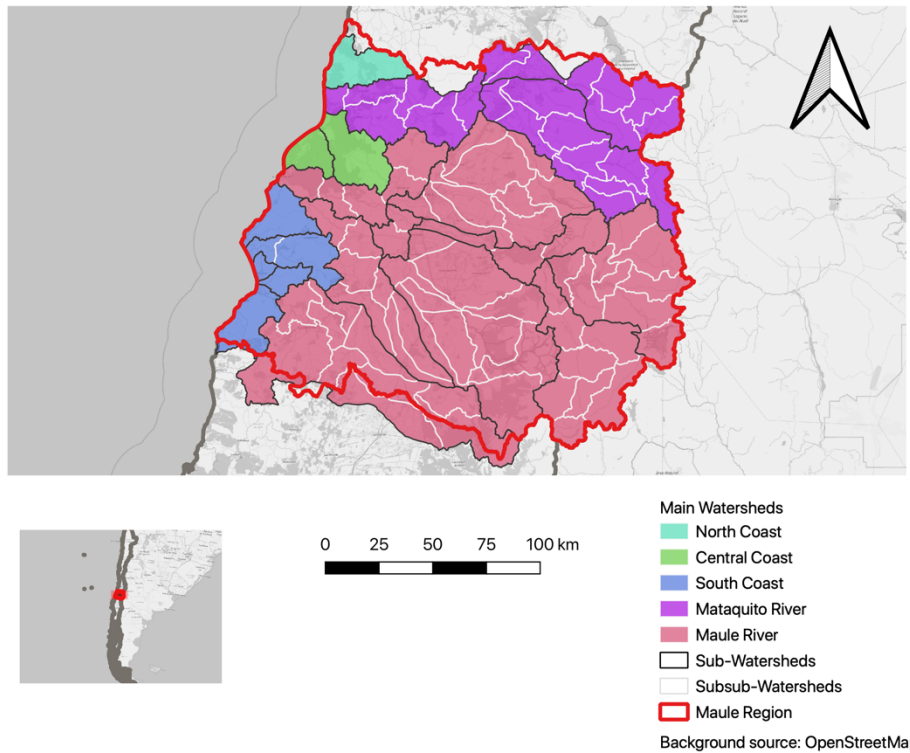 0 25 50 75 100 km
Main Watersheds
North Coast
Central Coast
South Coast
Mataquito River
Maule River
Sub-Watersheds
Subsub-Watersheds
Maule Region
Background source: OpenStreetMa